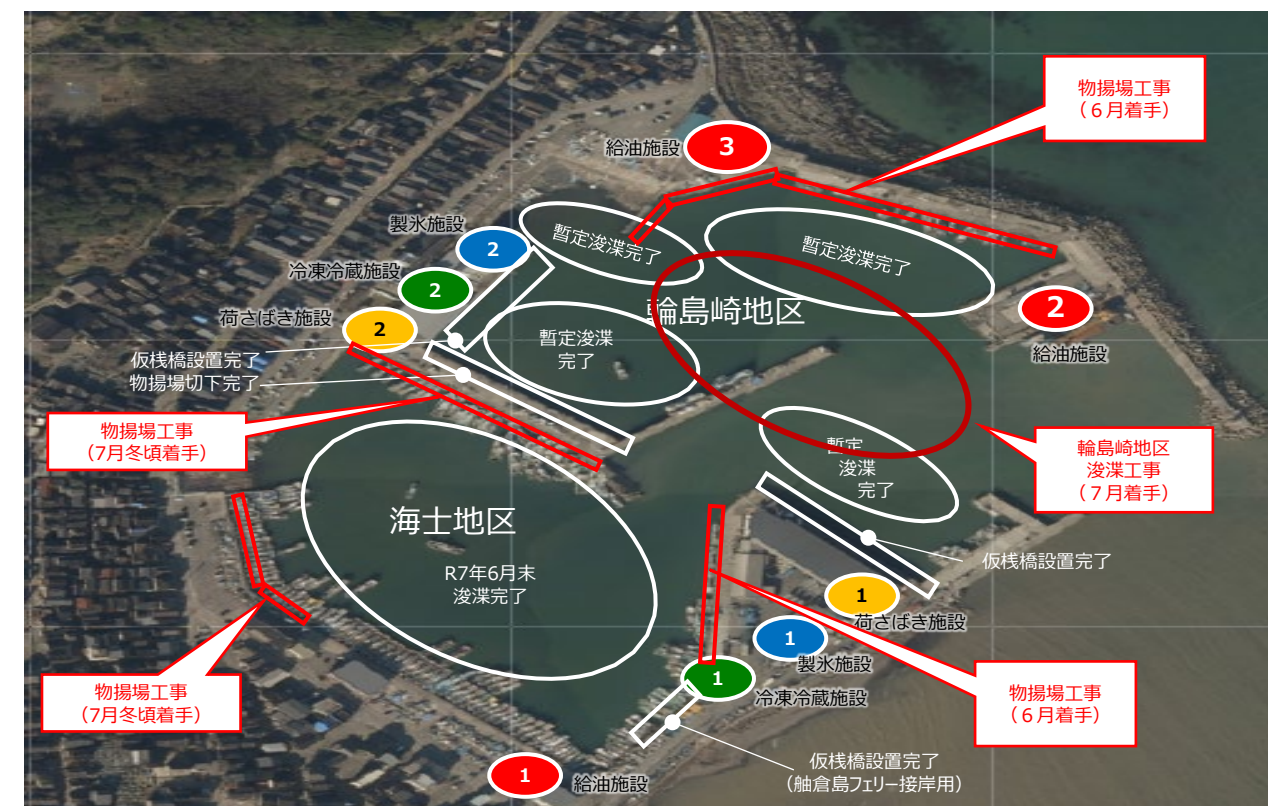 物揚場工事
（６月着手）
給油施設
3
製氷施設
2
暫定浚渫完了
暫定浚渫完了
冷凍冷蔵施設
2
輪島崎地区
2
給油施設
荷さばき施設
2
暫定浚渫
完了
仮桟橋設置完了
物揚場切下完了
物揚場工事
（7月冬頃着手）
暫定
浚渫
完了
輪島崎地区
浚渫工事
（７月着手）
海士地区
R7年6月末
浚渫完了
仮桟橋設置完了
1
荷さばき施設
1
製氷施設
1
冷凍冷蔵施設
物揚場工事
（7月冬頃着手）
物揚場工事
（６月着手）
仮桟橋設置完了
（舳倉島フェリー接岸用）
1
給油施設